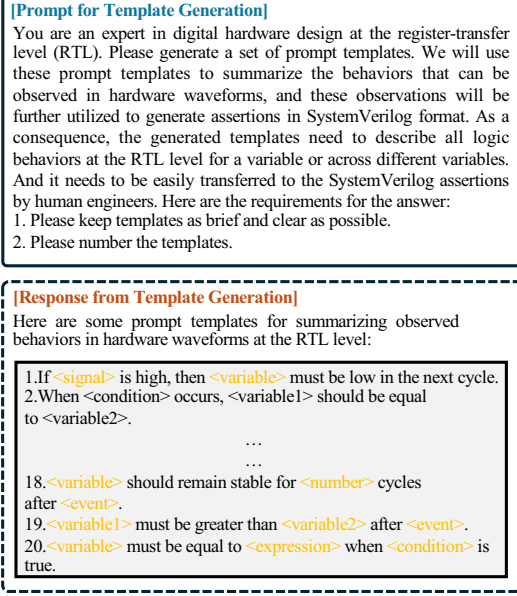 [Prompt for Template Generation]
You are an expert in digital hardware design at the register-transfer
level (RTL). Please generate a set of prompt templates. We will use
these prompt templates to summarize the behaviors that can be
observed in hardware waveforms, and these observations will be
further utilized to generate assertions in SystemVerilog format. As a
consequence, the generated templates need to describe all logic
behaviors at the RTL level for a variable or across different variables.
And it needs to be easily transferred to the SystemVerilog assertions
by human engineers. Here are the requirements for the answer:
1. Please keep templates as brief and clear as possible.
2. Please number the templates.
[Response from Template Generation]
Here are some prompt templates for summarizing observed
behaviors in hardware waveforms at the RTL level:
1.If <signal> is high, then <variable> must be low in the next cycle.
2.When <condition> occurs, <variable1> should be equal
to <variable2>.
…
…
18.<variable> should remain stable for <number> cycles
after <event>.
19.<variable1> must be greater than <variable2> after <event>.
20.<variable> must be equal to <expression> when <condition> is
true.